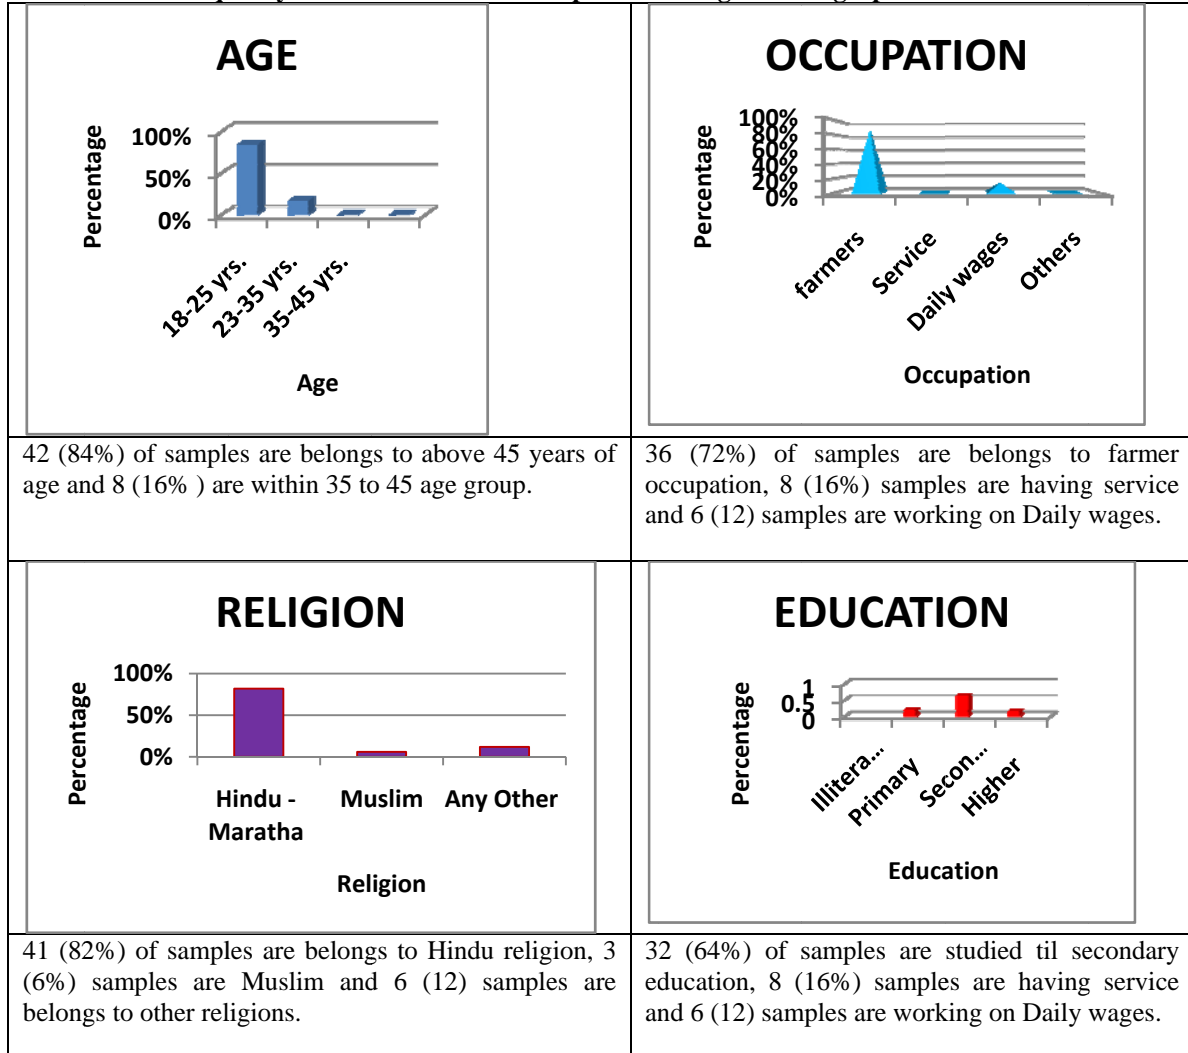 AGE
Percentage
100%
50%
0%
18-25 yrs.
23-35 yrs.
35-45 yrs.
Age
OCCUPATION
Percentage
100%
80%
60%
40%
20%
0%
farmers
Service
Daily wages
Others
Occupation
42 (84%) of samples are belongs to above 45 years of
age and 8 (16% ) are within 35 to 45 age group.
36 (72%) of samples are belongs to farmer
occupation, 8 (16%) samples are having service
and 6 (12) samples are working on Daily wages.
RELIGION
Percentage
100%
50%
0%
Hindu -
Maratha
Muslim
Any Other
Religion
EDUCATION
Percentage
1
0.5
0
Illitera...
Primary
Secon...
Higher
Education
41 (82%) of samples are belongs to Hindu religion, 3
(6%) samples are Muslim and 6 (12) samples are
belongs to other religions.
32 (64%) of samples are studied til secondary
education, 8 (16%) samples are having service
and 6 (12) samples are working on Daily wages.